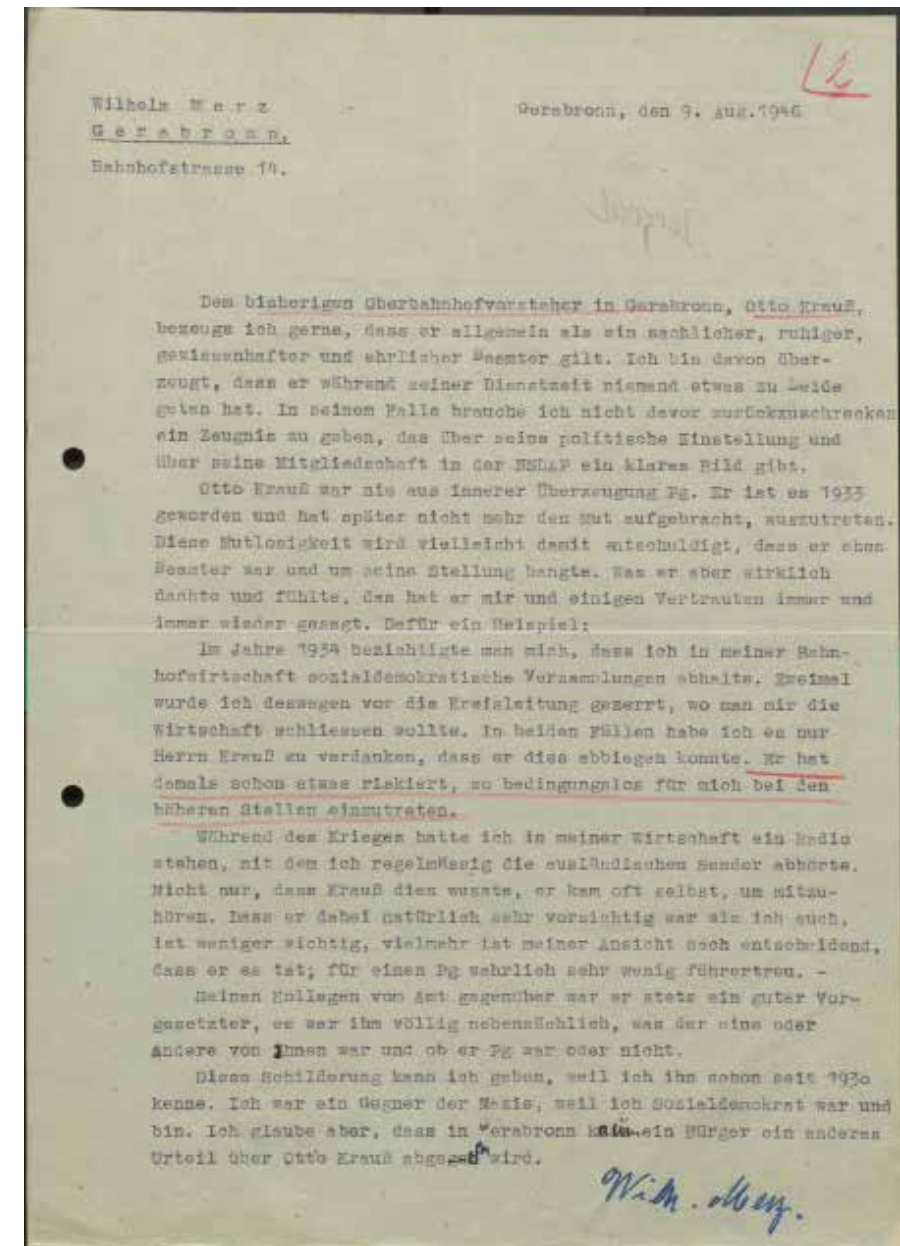 2
Wilhelm Merz
Gerabronn, den 9. Aug. 1946
Gerabronn,
Bahnhofstrasse 14.
Dem bisherigen Oberbahnhofvorsteher in Gerabronn, Otto Krauß,
bezeuge ich gerne, dass er allgemein als ein sachlicher, ruhiger,
gewissenhafter und ehrlicher Beamter gilt. Ich bin davon über-
zeugt, dass er während seiner Dienstzeit niemand etwas zu Leide
getan hat. In seinem Falle brauche ich nicht davor zurückzuschrecken
ein Zeugnis zu geben, das über seine politische Einstellung und
über seine Mitgliedschaft in der NSDAP ein klares Bild gibt.
Otto Krauß war nie aus innerer Überzeugung Pg. Er ist es 1933
geworden und hat später nicht mehr den Mut aufgebracht, auszutreten.
Diese Mutlosigkeit wird vielleicht damit entschuldigt, dass er eben
Beamter war und um seine Stellung bangte. Was er aber wirklich
dachte und fühlte, das hat er mir und einigen Vertrauten immer und
immer wieder gesagt. Dafür ein Beispiel:
Im Jahre 1934 bezichtigte man mich, dass ich in meiner Bahn-
hofwirtschaft sozialdemokratische Versammlungen abhalte. Zweimal
wurde ich deswegen vor die Kreisleitung gezerrt, wo man mir die
Wirtschaft schliessen wollte. In beiden Fällen habe ich es nur
Herrn Krauß zu verdanken, dass er dies abbiegen konnte. Er hat
damals schon etwas riskiert, so bedingungslos für mich bei den
höheren Stellen einzutreten.
Während des Krieges hatte ich in meiner Wirtschaft ein Radio
stehen, mit dem ich regelmässig die ausländischen Sender abhörte.
Nicht nur, dass Krauß dies wusste, er kam oft selbst, um mitzu-
hören. Dass er dabei natürlich sehr vorsichtig war als ich auch,
ist weniger wichtig, vielmehr ist meiner Ansicht nach entscheidend,
dass er es tat; für einen Pg wahrlich sehr wenig führertreu. -
Seinen Kollegen vom Amt gegenüber war er stets ein guter Vor-
gesetzter, es war ihm völlig nebensächlich, was der eine oder
Andere von Ihnen war und ob er Pg war oder nicht.
Diese Schilderung kann ich geben, weil ich ihn schon seit 1930
kenne. Ich war ein Gegner der Nazis, weil ich Sozialdemokrat war und
bin. Ich glaube aber, dass in Gerabronn kaum ein Bürger ein anderes
Urteil über Otto Krauß wird.
Wilh. Merz.